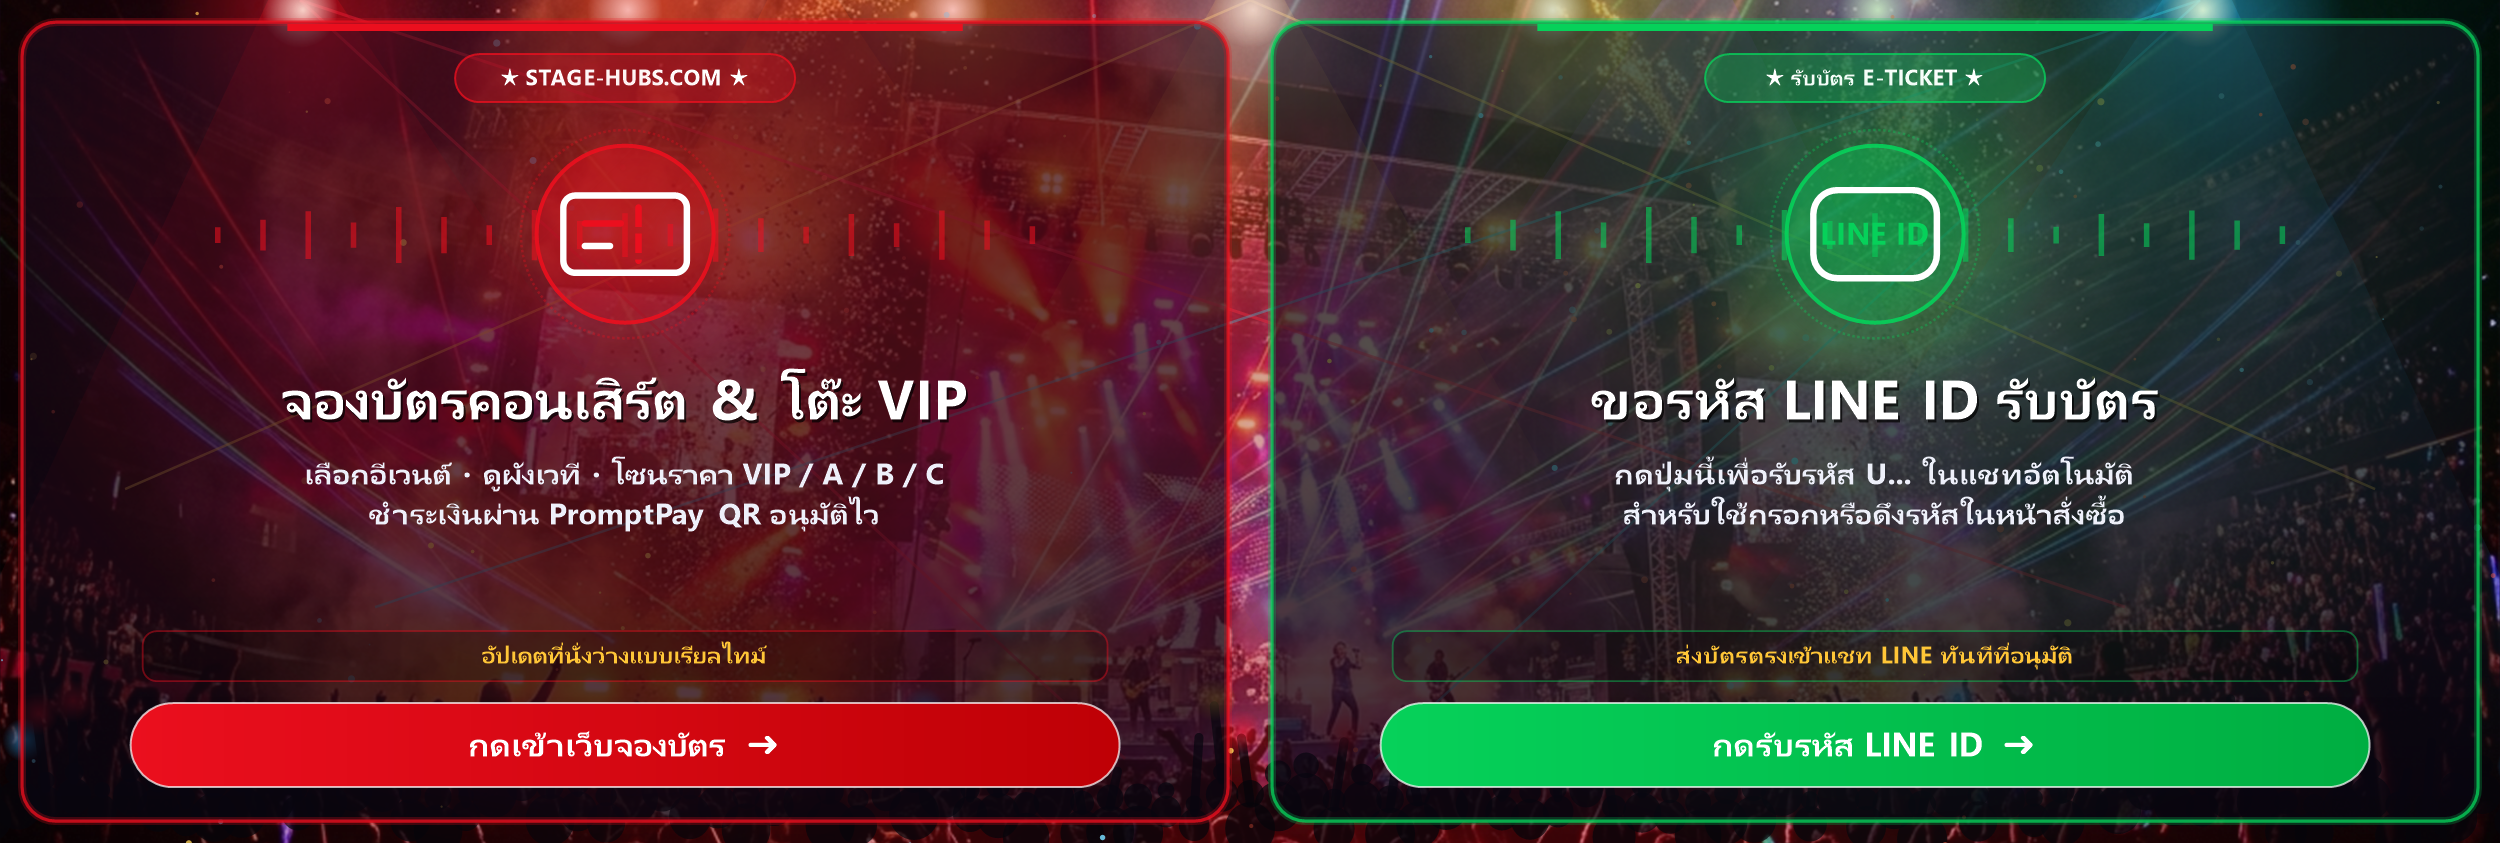 ★ STAGE-HUBS.COM ★
จองบัตรคอนเสิร์ต & โต๊ะ VIP
เลือกอีเวนต์ · ดูผังเวที · โซนราคา VIP / A / B / C
ชำระเงินผ่าน PromptPay QR อนุมัติไว
อัปเดตที่นั่งว่างแบบเรียลไทม์
กดเข้าเว็บจองบัตร →
★ รับบัตร E-TICKET ★
LINE ID
ขอรหัส LINE ID รับบัตร
กดปุ่มนี้เพื่อรับรหัส U... ในแชทอัตโนมัติ
สำหรับใช้กรอกหรือดึงรหัสในหน้าสั่งซื้อ
ส่งบัตรตรงเข้าแชท LINE ทันทีที่อนุมัติ
กดรับรหัส LINE ID →